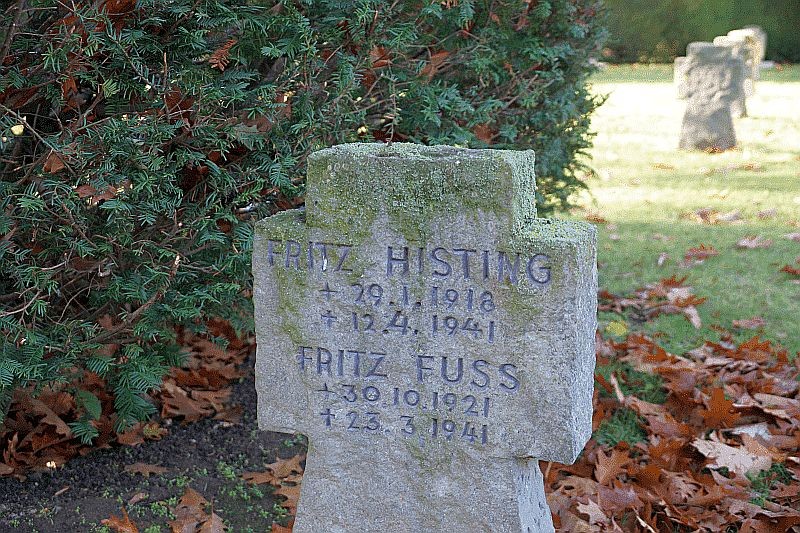 FRITZ HISTING
+ 29.1.1918
+ 12.4.1941
FRITZ FUSS
+ 30.10.1921
+ 23.3.1941